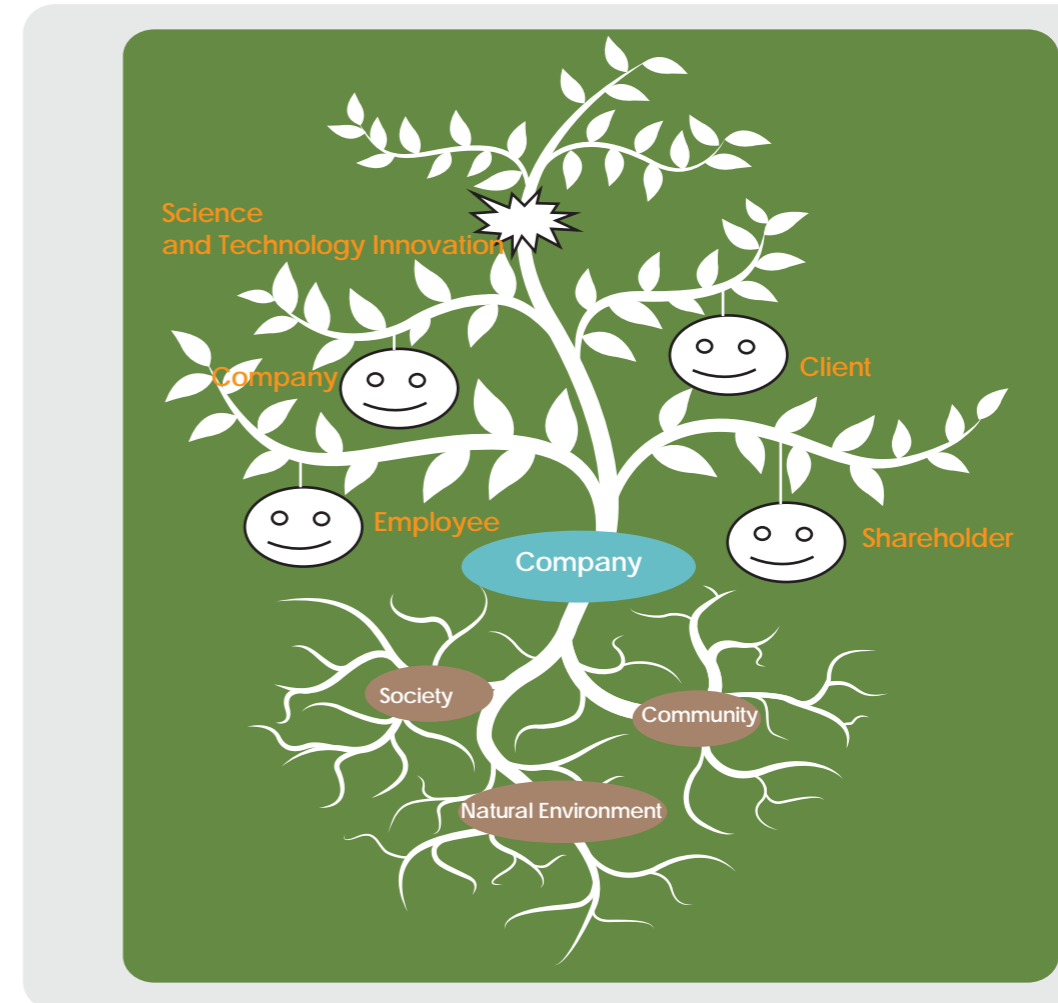 Science
and Technology Innovation
Client
Company
Employee
Shareholder
Company
Society
Community
Natural Environment